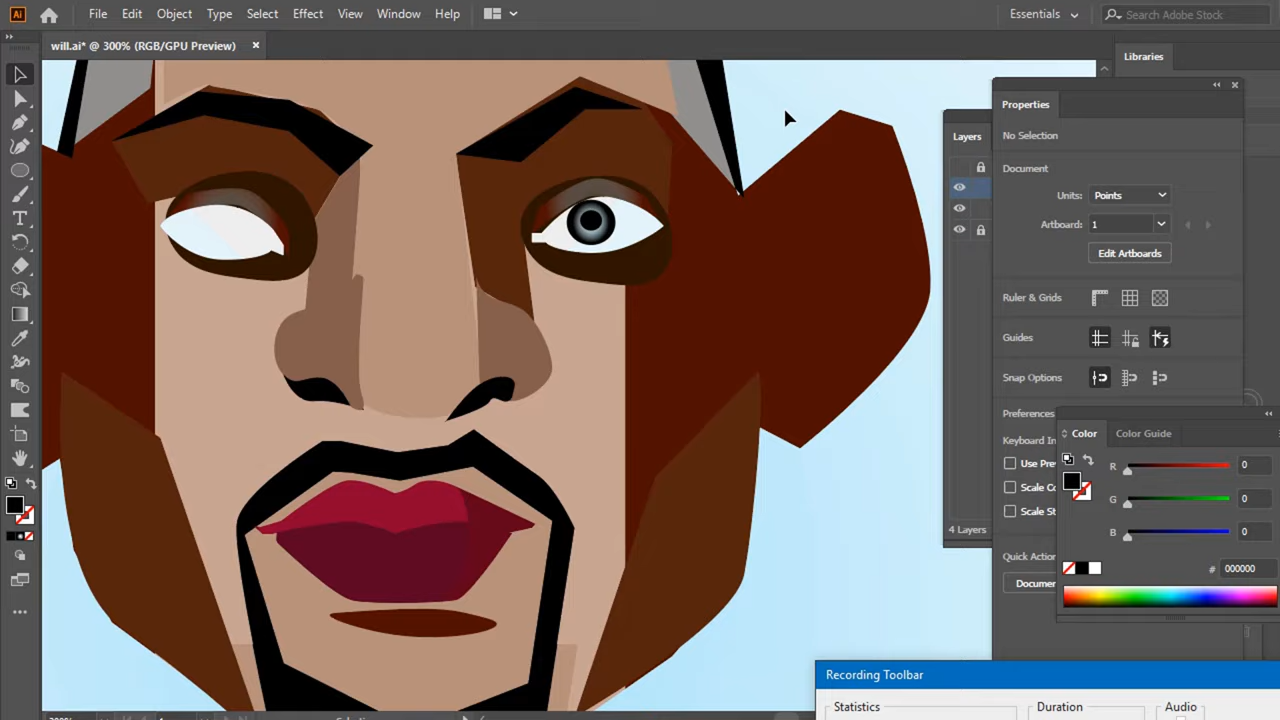 Ai File Edit Object Type Select Effect View Window Help Essentials Search Adobe Stock
will.ai* @ 300% (RGB/GPU Preview)
Libraries
Properties
No Selection
Layers
Document
Units: Points
Artboard: 1
Edit Artboards
Ruler & Grids
Guides
Snap Options
Preferences
Keyboard In
Use Pre
Scale Co
Scale St
4 Layers
Quick Action
Docume
Color Color Guide
R 0
G 0
B 0
# 000000
Recording Toolbar
Statistics Duration Audio